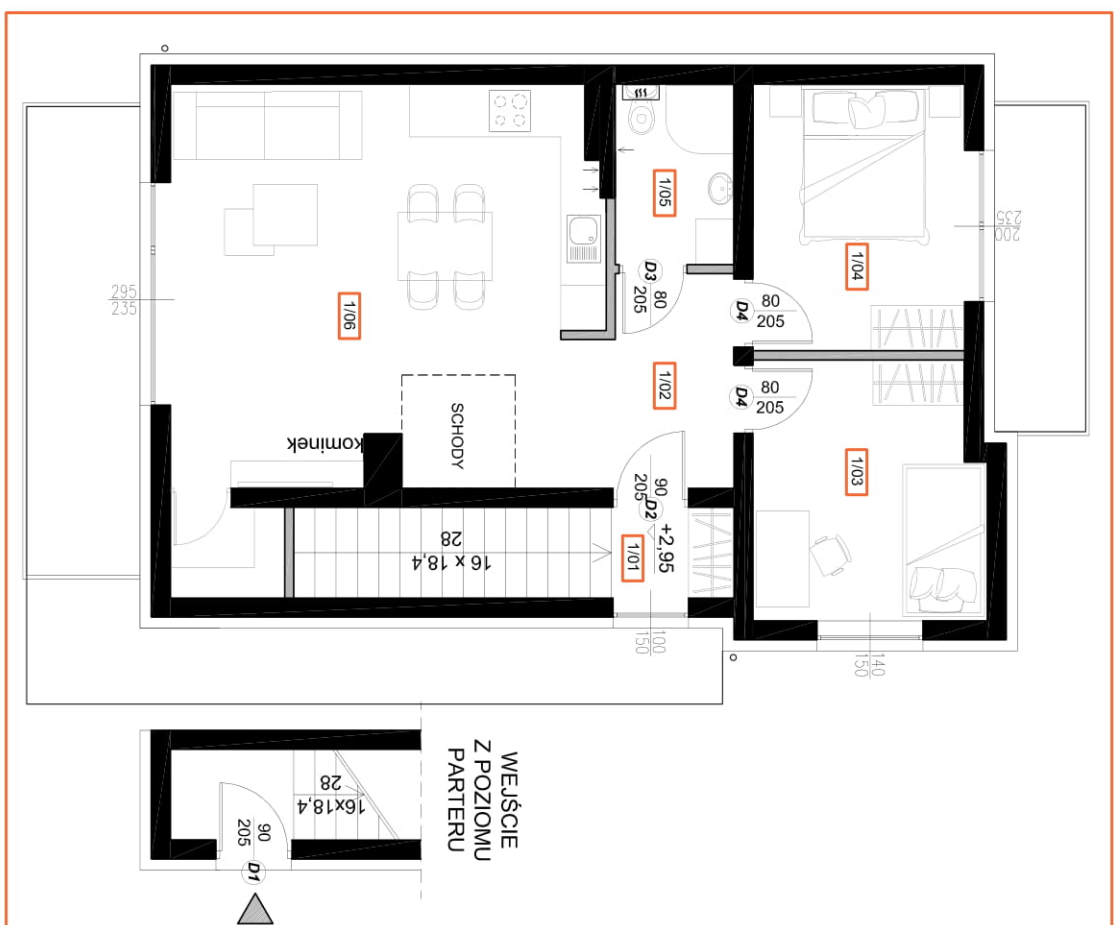 1/05
1/04
235
200
D3
80
205
295
235
1/06
D4
80
205
1/02
D4
80
205
SCHODY
kominek
1/03
90
205
D2
+2,95
16 x 18,4
28
1/01
100
150
140
150
WEJŚCIE
Z POZIOMU
PARTERU
16x18,4
28
90
205
D1